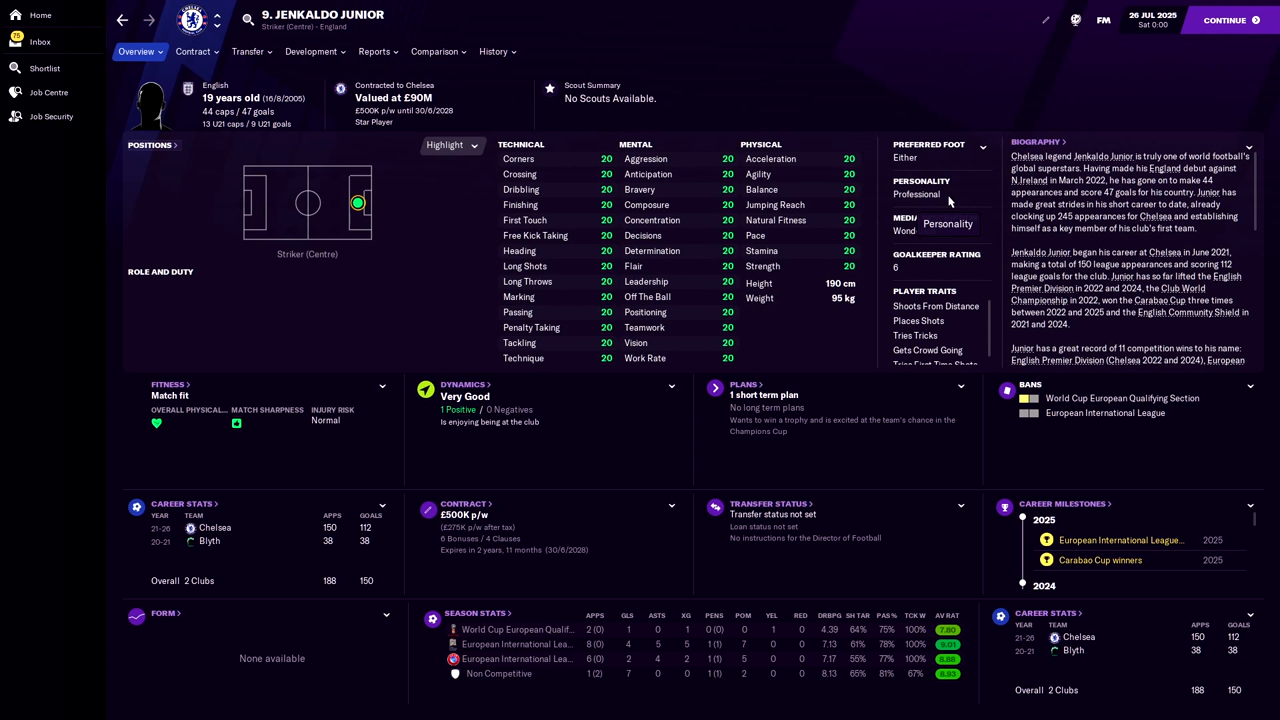 Home
75
Inbox
Shortlist
Job Centre
Job Security
9. JENKALDO JUNIOR
Striker (Centre) - England
FM
26 JUL 2025
Sat 0:00
CONTINUE
Overview
Contract
Transfer
Development
Reports
Comparison
History
English
19 years old (16/8/2005)
44 caps / 47 goals
13 U21 caps / 9 U21 goals
Contracted to Chelsea
Valued at £90M
£500K p/w until 30/6/2028
Star Player
Scout Summary
No Scouts Available.
POSITIONS
Highlight
Striker (Centre)
ROLE AND DUTY
TECHNICAL
Corners 20
Crossing 20
Dribbling 20
Finishing 20
First Touch 20
Free Kick Taking 20
Heading 20
Long Shots 20
Long Throws 20
Marking 20
Passing 20
Penalty Taking 20
Tackling 20
Technique 20
MENTAL
Aggression 20
Anticipation 20
Bravery 20
Composure 20
Concentration 20
Decisions 20
Determination 20
Flair 20
Leadership 20
Off The Ball 20
Positioning 20
Teamwork 20
Vision 20
Work Rate 20
PHYSICAL
Acceleration 20
Agility 20
Balance 20
Jumping Reach 20
Natural Fitness 20
Pace 20
Stamina 20
Strength 20
Height 190 cm
Weight 95 kg
PREFERRED FOOT
Either
PERSONALITY
Professional
Personality
GOALKEEPER RATING
6
PLAYER TRAITS
Shoots From Distance
Places Shots
Tries Tricks
Gets Crowd Going
Tries First Time Shots
BIOGRAPHY
Chelsea legend Jenkaldo Junior is truly one of world football's
global superstars. Having made his England debut against
N.Ireland in March 2022, he has gone on to make 44
appearances and score 47 goals for his country. Junior has
made great strides in his short career to date, already
clocking up 245 appearances for Chelsea and establishing
himself as a key member of his club's first team.
Jenkaldo Junior began his career at Chelsea in June 2021,
making a total of 150 league appearances and scoring 112
league goals for the club. Junior has so far lifted the English
Premier Division in 2022 and 2024, the Club World
Championship in 2022, won the Carabao Cup three times
between 2022 and 2025 and the English Community Shield in
2021 and 2024.
Junior has a great record of 11 competition wins to his name:
English Premier Division (Chelsea 2022 and 2024), European
FITNESS
Match fit
OVERALL PHYSICAL... MATCH SHARPNESS INJURY RISK
Normal
DYNAMICS
Very Good
1 Positive / 0 Negatives
Is enjoying being at the club
PLANS
1 short term plan
No long term plans
Wants to win a trophy and is excited at the team's chance in the
Champions Cup
BANS
World Cup European Qualifying Section
European International League
CAREER STATS
YEAR TEAM APPS GOALS
21-26 Chelsea 150 112
20-21 Blyth 38 38
Overall 2 Clubs 188 150
CONTRACT
£500K p/w
(£275K p/w after tax)
6 Bonuses / 4 Clauses
Expires in 2 years, 11 months (30/6/2028)
TRANSFER STATUS
Transfer status not set
Loan status not set
No instructions for the Director of Football
CAREER MILESTONES
2025
European International League... 2025
Carabao Cup winners 2025
2024
FORM
None available
SEASON STATS
APPS GLS ASTS XG PENS POM YEL RED DRBPG SH TAR PAS % TCK W AV RAT
World Cup European Qualif... 2 (0) 1 0 1 0 (0) 0 1 0 4.39 64% 75% 100% 7.80
European International Lea... 8 (0) 4 5 5 1 (1) 7 0 0 7.13 61% 78% 100% 9.01
European International Lea... 6 (0) 2 4 2 1 (1) 5 0 0 7.17 55% 77% 100% 8.88
Non Competitive 1 (2) 7 0 0 1 (1) 2 0 0 8.13 65% 81% 67% 8.93
CAREER STATS
YEAR TEAM APPS GOALS
21-26 Chelsea 150 112
20-21 Blyth 38 38
Overall 2 Clubs 188 150